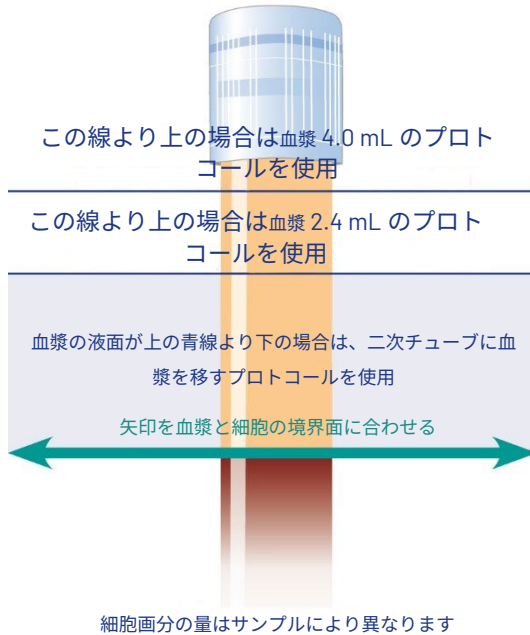 この線より上の場合は血漿 4.0 mL のプロト
コールを使用
この線より上の場合は血漿 2.4 mL のプロト
コールを使用
血漿の液面が上の青線より下の場合は、二次チューブに血
漿を移すプロトコールを使用
矢印を血漿と細胞の境界面に合わせる
細胞画分の量はサンプルにより異なります